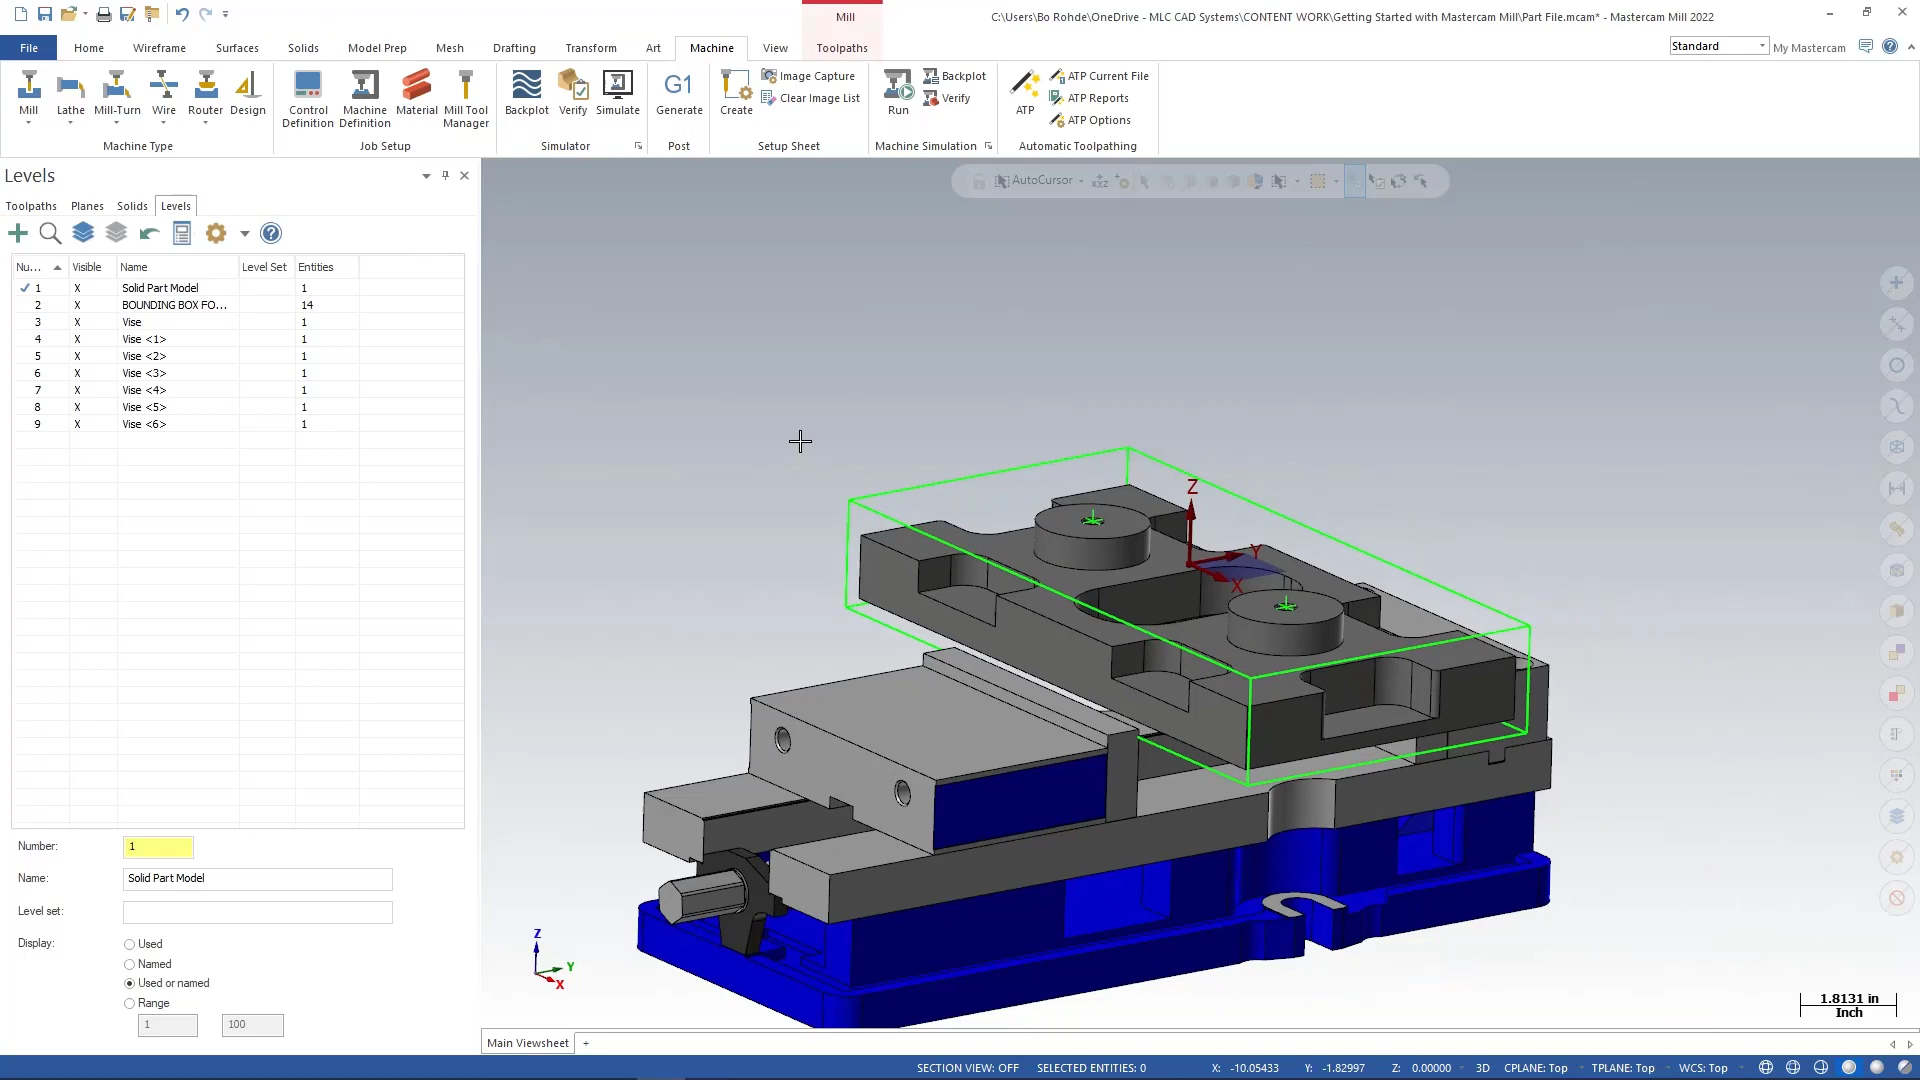 Mill
C:\Users\Bo Rohde\OneDrive - MLC CAD Systems\CONTENT WORK\Getting Started with Mastercam Mill\Part File.mcam* - Mastercam Mill 2022
File Home Wireframe Surfaces Solids Model Prep Mesh Drafting Transform Art Machine View Toolpaths
Standard My Mastercam
Mill Lathe Mill-Turn Wire Router Design
Machine Type
Control Definition Machine Definition Material Mill Tool Manager
Job Setup
Backplot Verify Simulate
Simulator
G1
Generate
Post
Create Image Capture
Clear Image List
Setup Sheet
Run Backplot
Verify
Machine Simulation
ATP ATP Current File
ATP Reports
ATP Options
Automatic Toolpathing
Levels
Toolpaths Planes Solids Levels
AutoCursor
Nu... Visible Name Level Set Entities
1 X Solid Part Model 1
2 X BOUNDING BOX FO... 14
3 X Vise 1
4 X Vise <1> 1
5 X Vise <2> 1
6 X Vise <3> 1
7 X Vise <4> 1
8 X Vise <5> 1
9 X Vise <6> 1
Z
Y
X
Number: 1
Name: Solid Part Model
Level set:
Display: Used
Named
Used or named
Range
1 100
Z
Y
X
1.8131 in
Inch
Main Viewsheet +
SECTION VIEW: OFF SELECTED ENTITIES: 0 X: -10.05433 Y: -1.82997 Z: 0.00000 3D CPLANE: Top TPLANE: Top WCS: Top